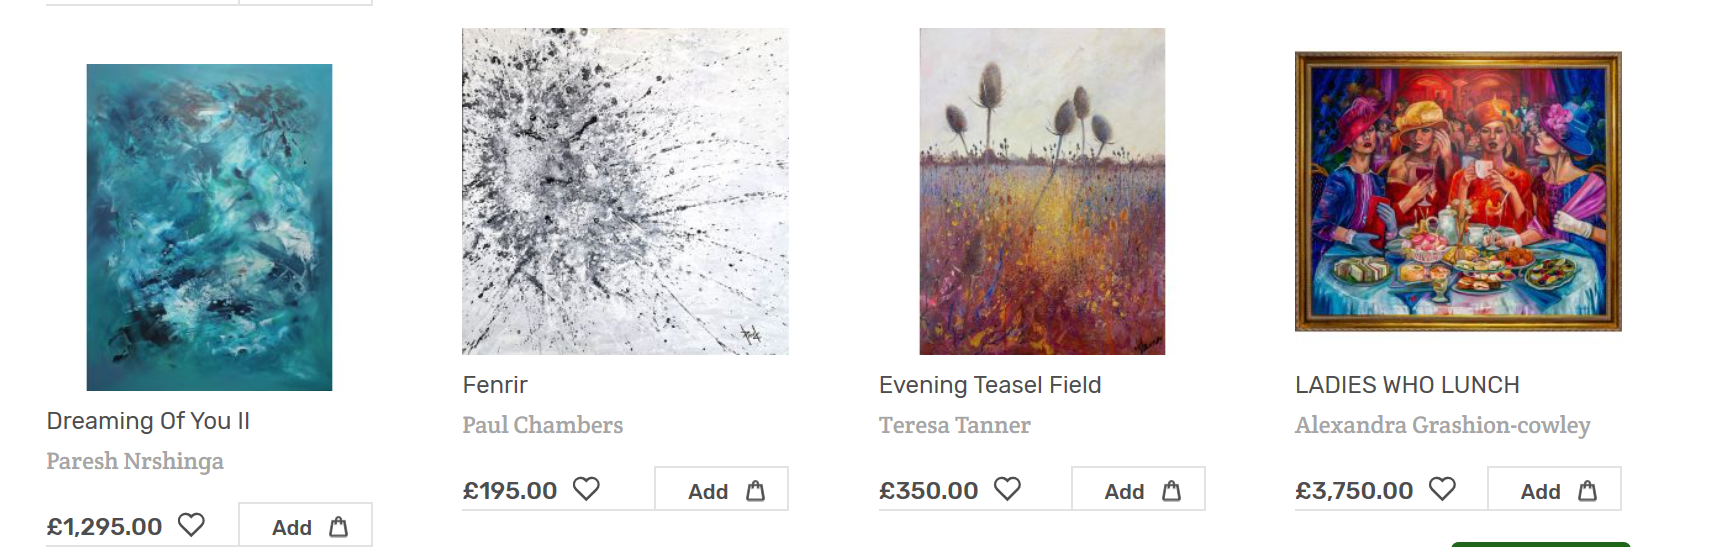 Dreaming Of You II
Paresh Nrshinga
£1,295.00
Add
Fenrir
Paul Chambers
£195.00
Add
Evening Teasel Field
Teresa Tanner
£350.00
Add
LADIES WHO LUNCH
Alexandra Grashion-cowley
£3,750.00
Add